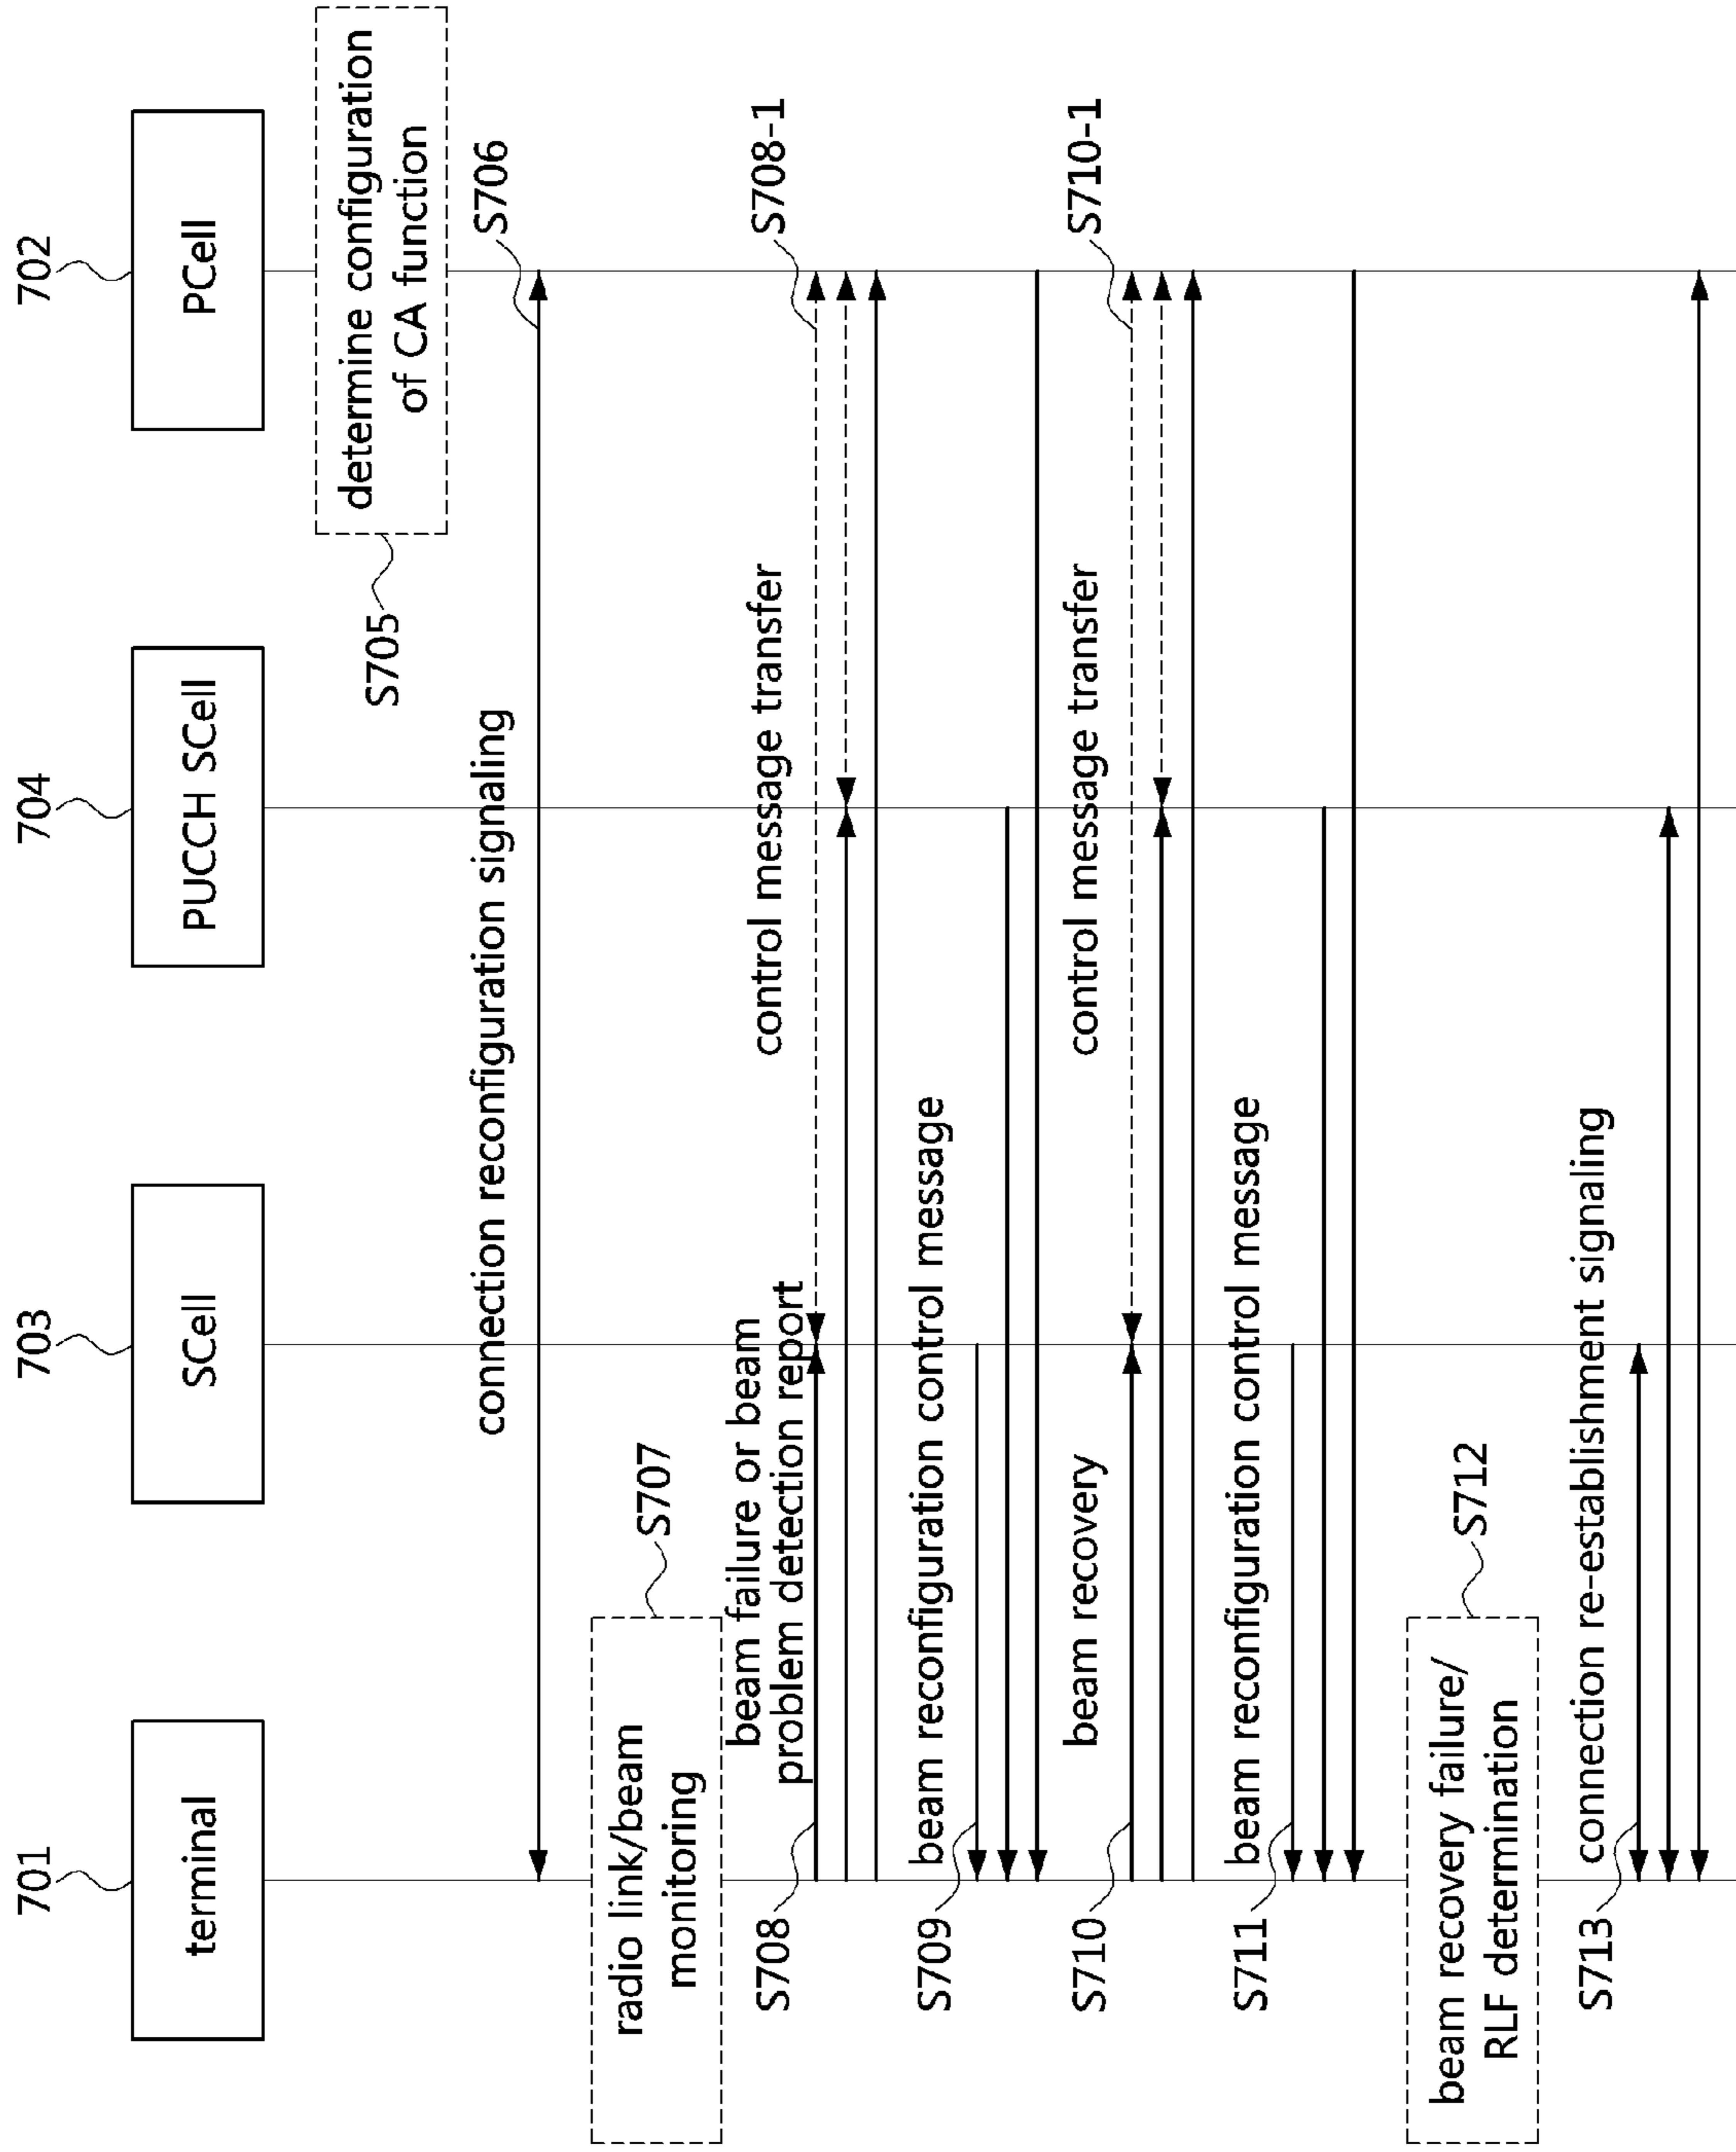 701
703
704
702
terminal
SCell
PUCCH SCell
PCell
determine configuration
of CA function
S705
connection reconfiguration signaling
S706
radio link/beam
monitoring
S707
beam failure or beam
problem detection report
control message transfer
S708
S708-1
beam reconfiguration control message
S709
beam recovery
control message transfer
S710
S710-1
beam reconfiguration control message
S711
beam recovery failure/
RLF determination
S712
connection re-establishment signaling
S713